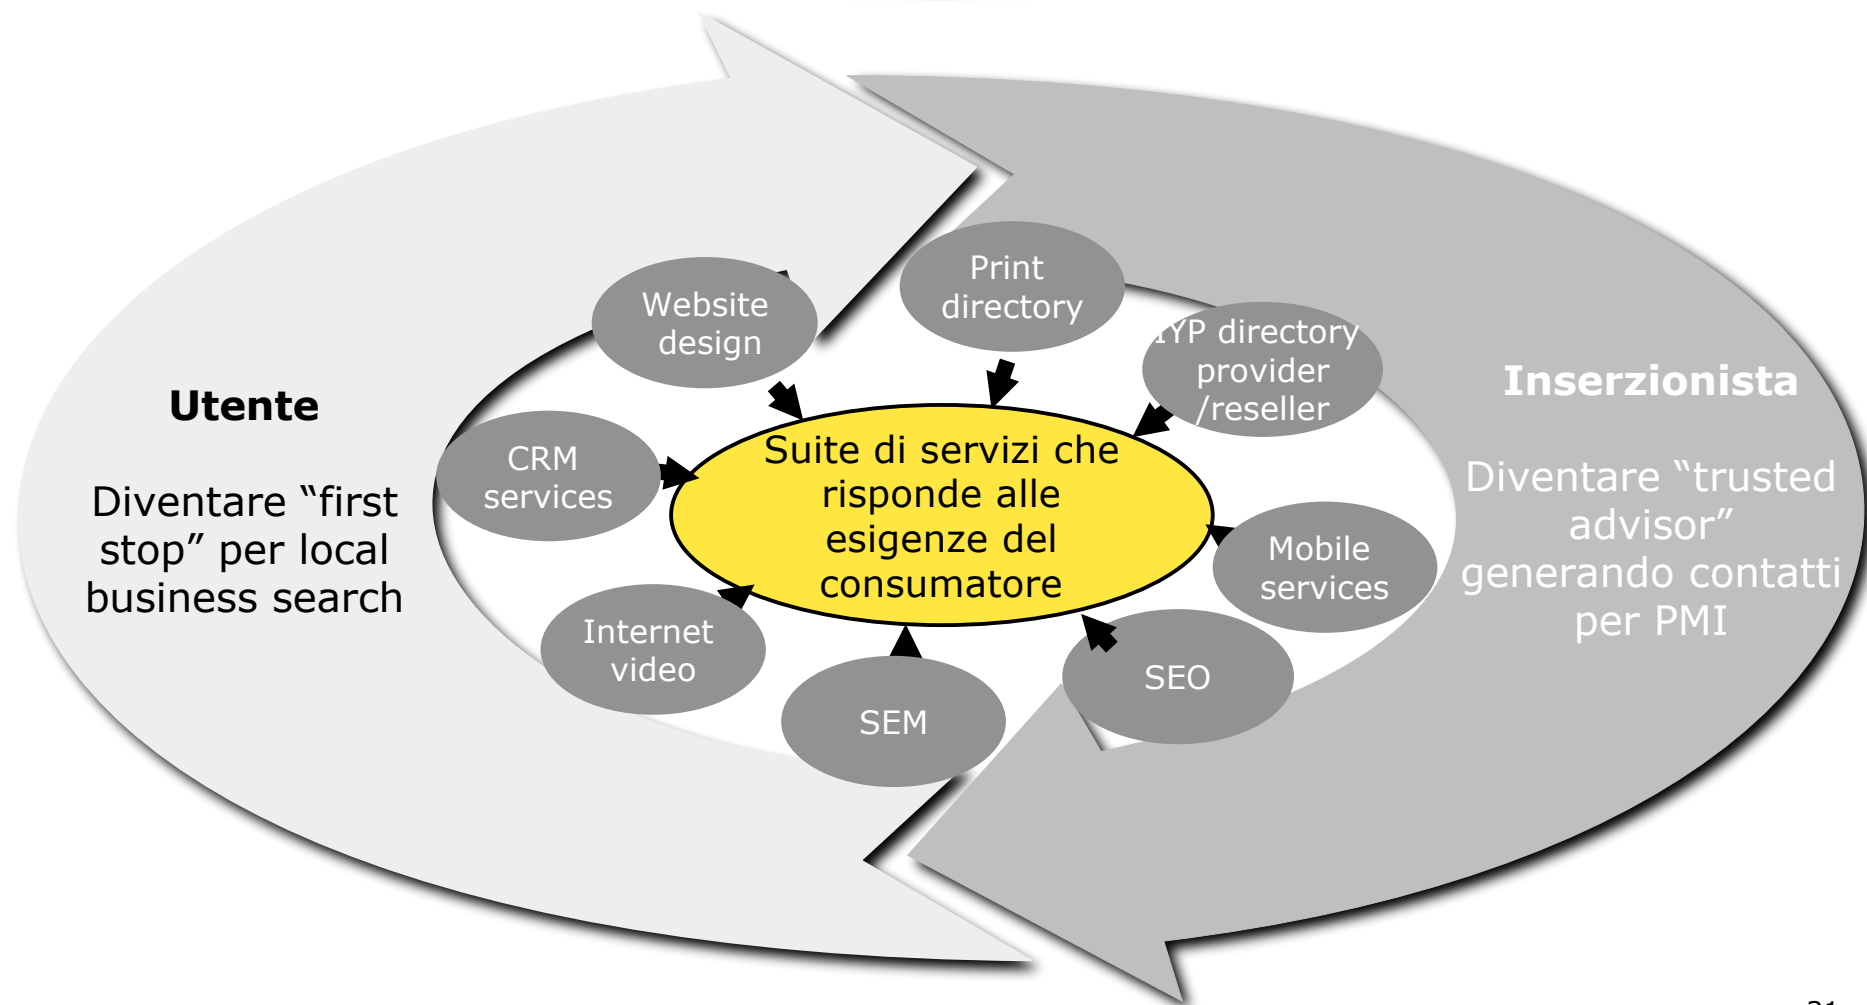 Utente
Diventare “first
stop” per local
business search
Website
design
Print
directory
IYP directory
provider
/reseller
CRM
services
Suite di servizi che
risponde alle
esigenze del
consumatore
Mobile
services
Internet
video
SEM
SEO
Inserzionista
Diventare “trusted
advisor”
generando contatti
per PMI